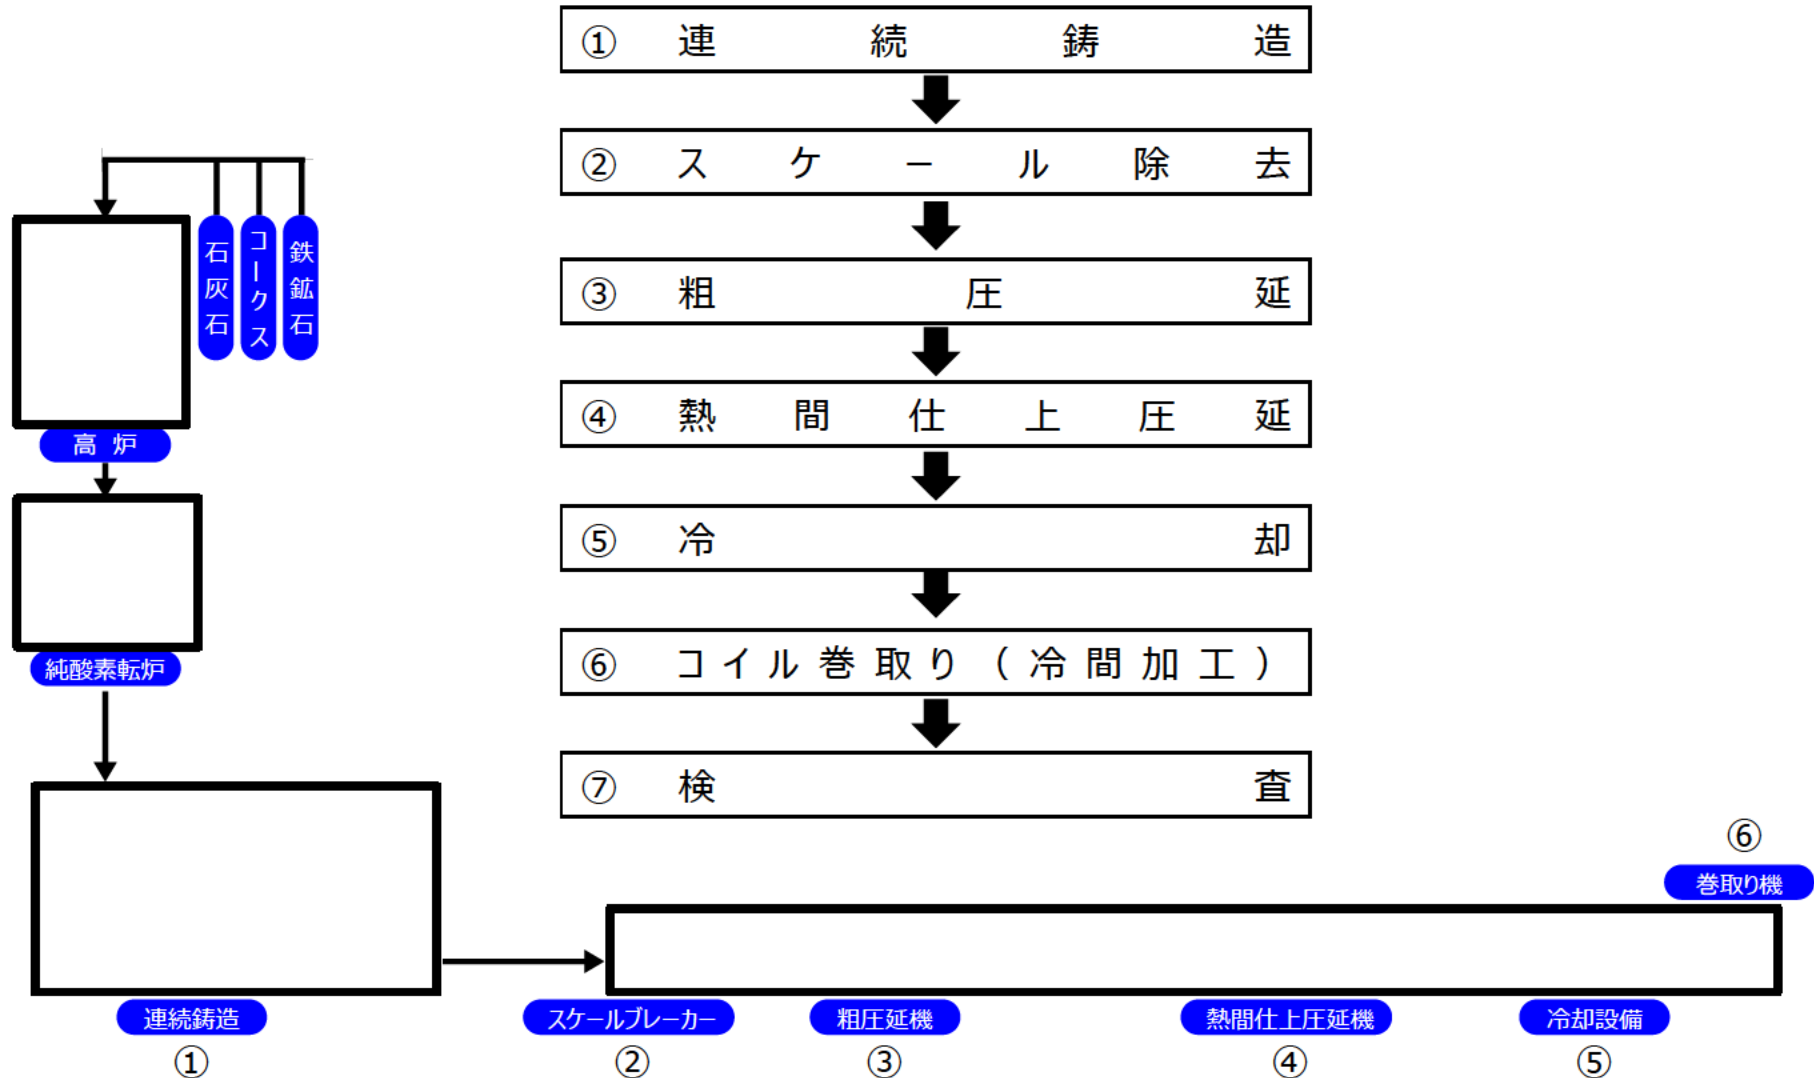 ① 連続鋳造
② スケール除去
③ 粗圧延
④ 熱間仕上圧延
⑤ 冷却
⑥ コイル巻取り(冷間加工)
⑦ 検査
石灰石
コークス
鉄鉱石
高炉
純酸素転炉
連続鋳造
①
スケールブレーカー
②
粗圧延機
③
熱間仕上圧延機
④
冷却設備
⑤
⑥
巻取り機